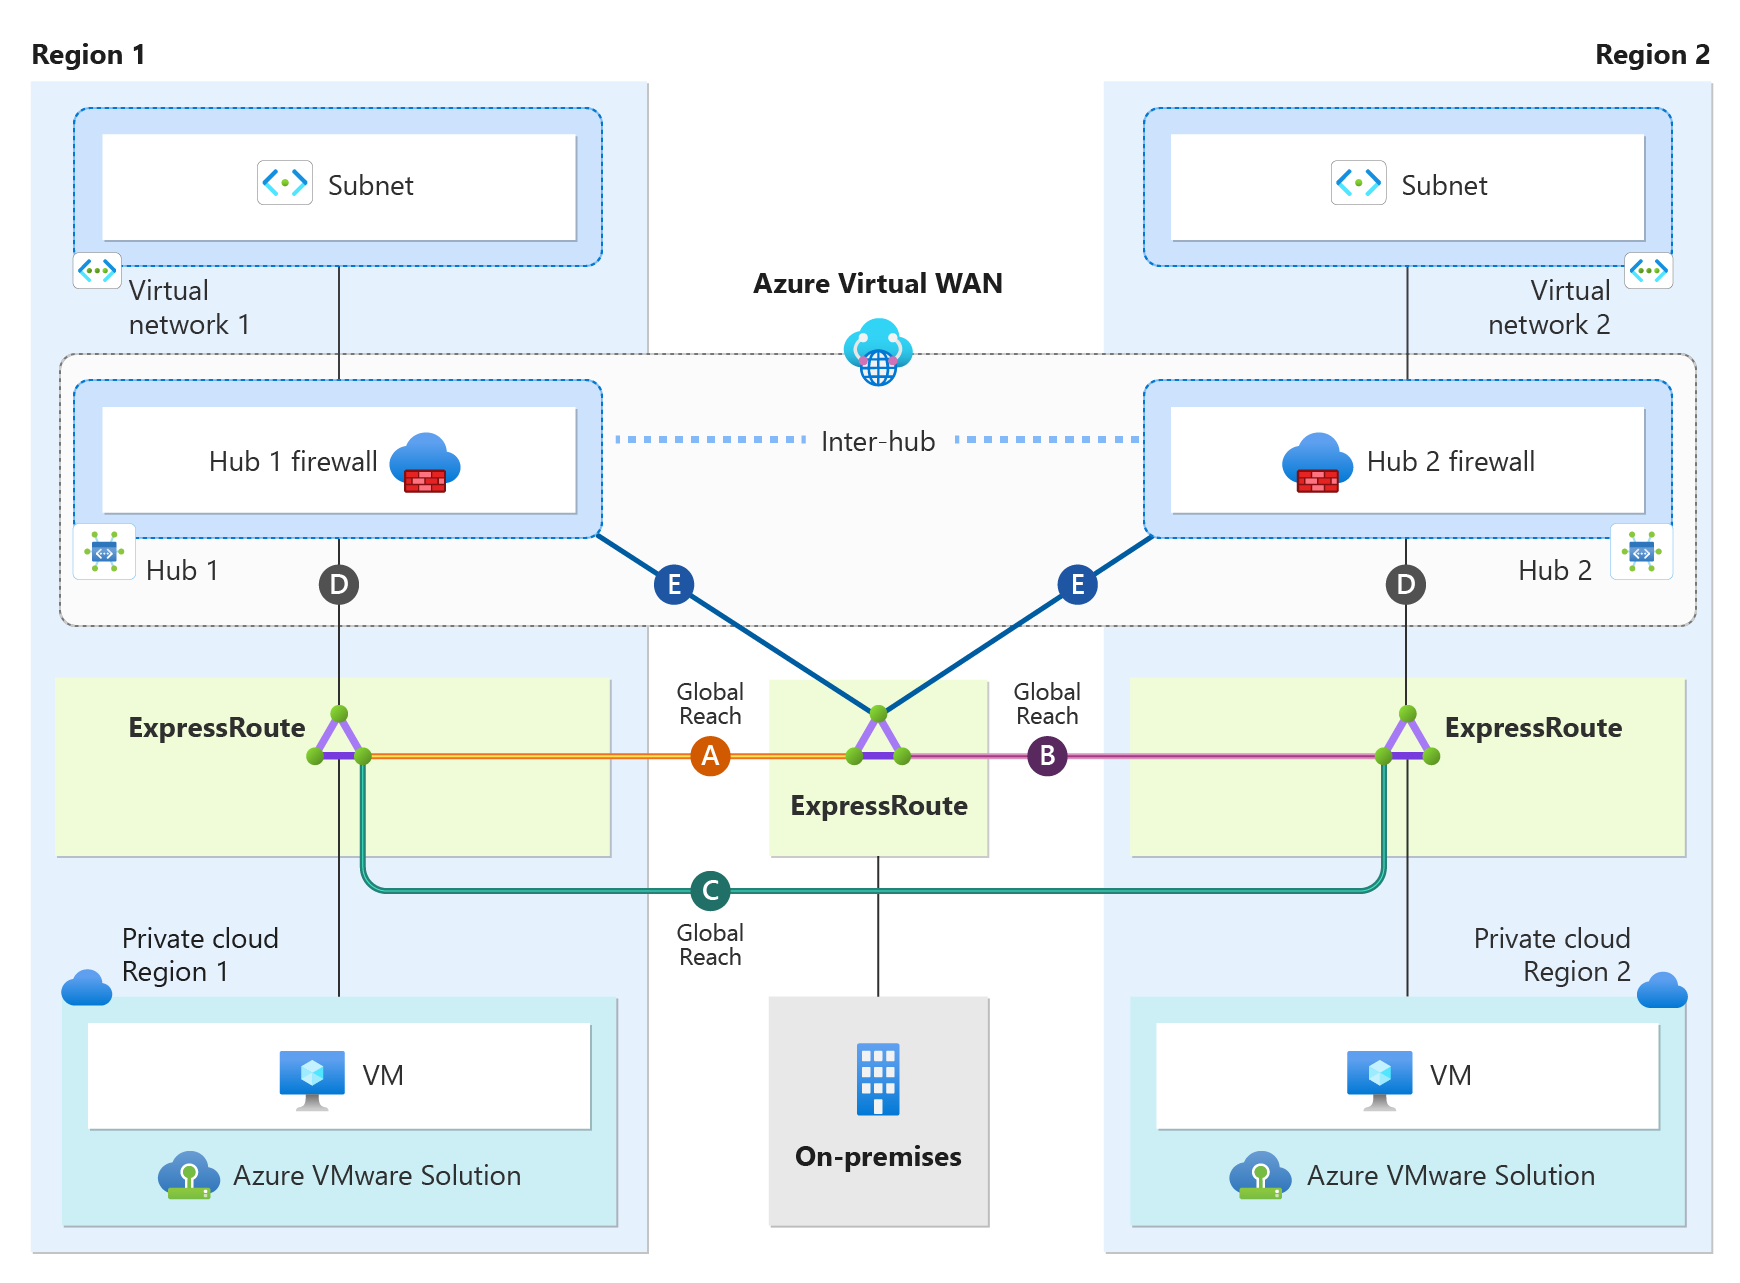 Region 1
Region 2
Subnet
Subnet
Virtual
network 1
Azure Virtual WAN
Virtual
network 2
Hub 1 firewall
Inter-hub
Hub 2 firewall
Hub 1
D
E
E
D
Hub 2
ExpressRoute
Global
Reach
A
ExpressRoute
Global
Reach
B
ExpressRoute
C
Global
Reach
Private cloud
Region 1
Private cloud
Region 2
VM
Azure VMware Solution
On-premises
VM
Azure VMware Solution